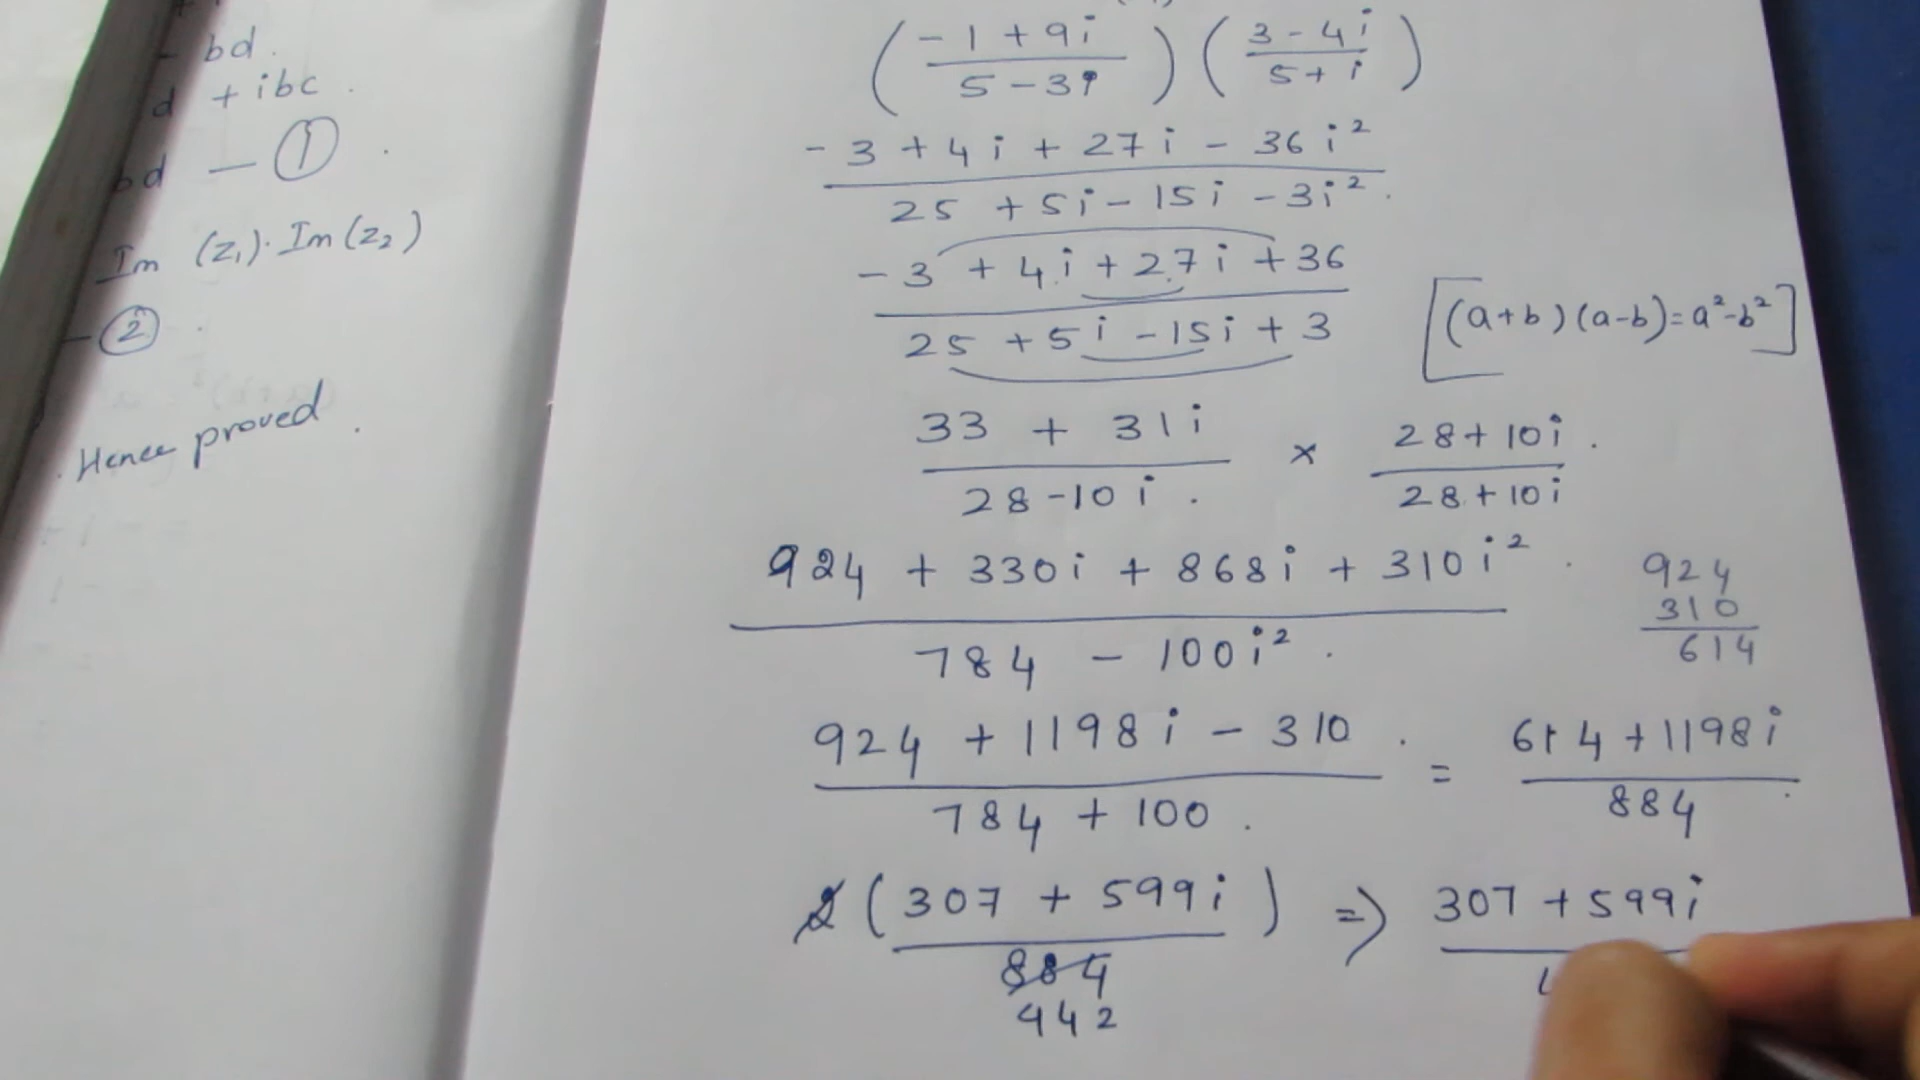 bd.
d + ibc.
bd — ①
Im (z₁)· Im(z₂)
— ②
Hence proved.
((-1 + 9i)/(5 - 3i)) ((3 - 4i)/(5 + i))
(-3 + 4i + 27i - 36i²)/(25 + 5i - 15i - 3i²).
(-3 + 4i + 27i + 36)/(25 + 5i - 15i + 3)
[(a+b)(a-b)=a²-b²]
(33 + 31i)/(28 - 10i) × (28 + 10i)/(28 + 10i).
(924 + 330i + 868i + 310i²)/(784 - 100i²).
924
310
614
(924 + 1198i - 310)/(784 + 100). = (614 + 1198i)/884
2((307 + 599i)/884) ⇒ 307 + 599i
442